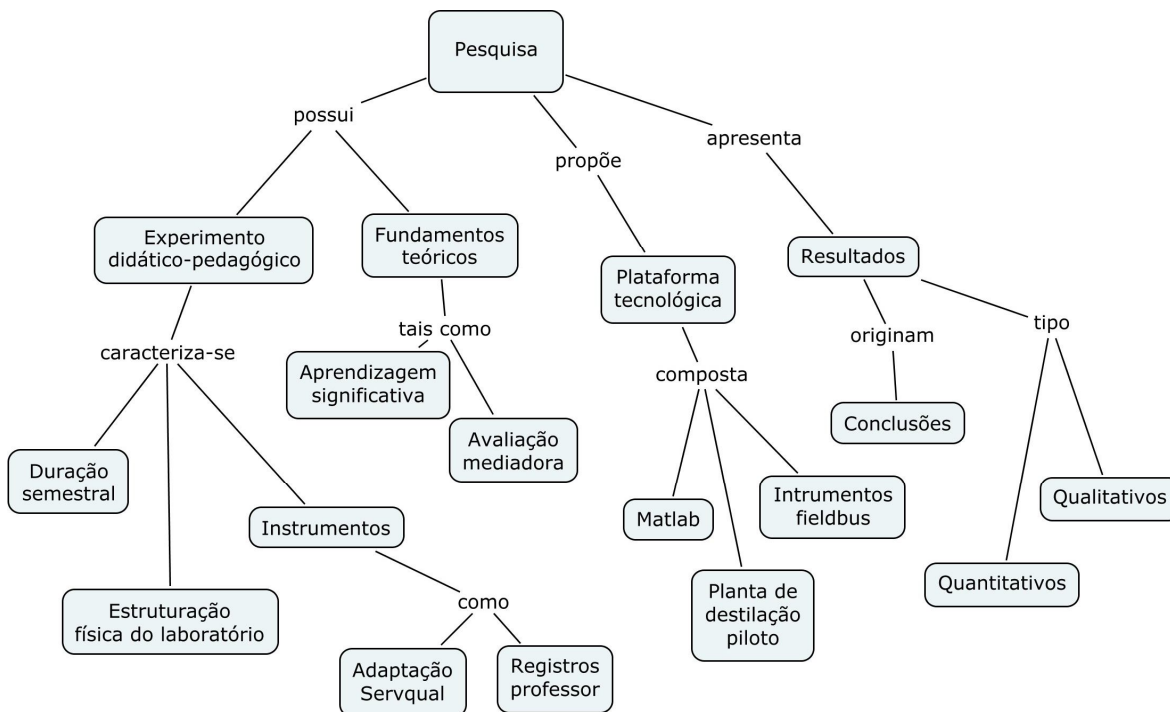 Pesquisa
possui
propõe
apresenta
Experimento
didático-pedagógico
Fundamentos
teóricos
Plataforma
tecnológica
Resultados
caracteriza-se
tais como
composta
originam
tipo
Aprendizagem
significativa
Avaliação
mediadora
Conclusões
Duração
semestral
Instrumentos
Matlab
Intrumentos
fieldbus
Qualitativos
Quantitativos
Estruturação
física do laboratório
como
Planta de
destilação
piloto
Adaptação
Servqual
Registros
professor